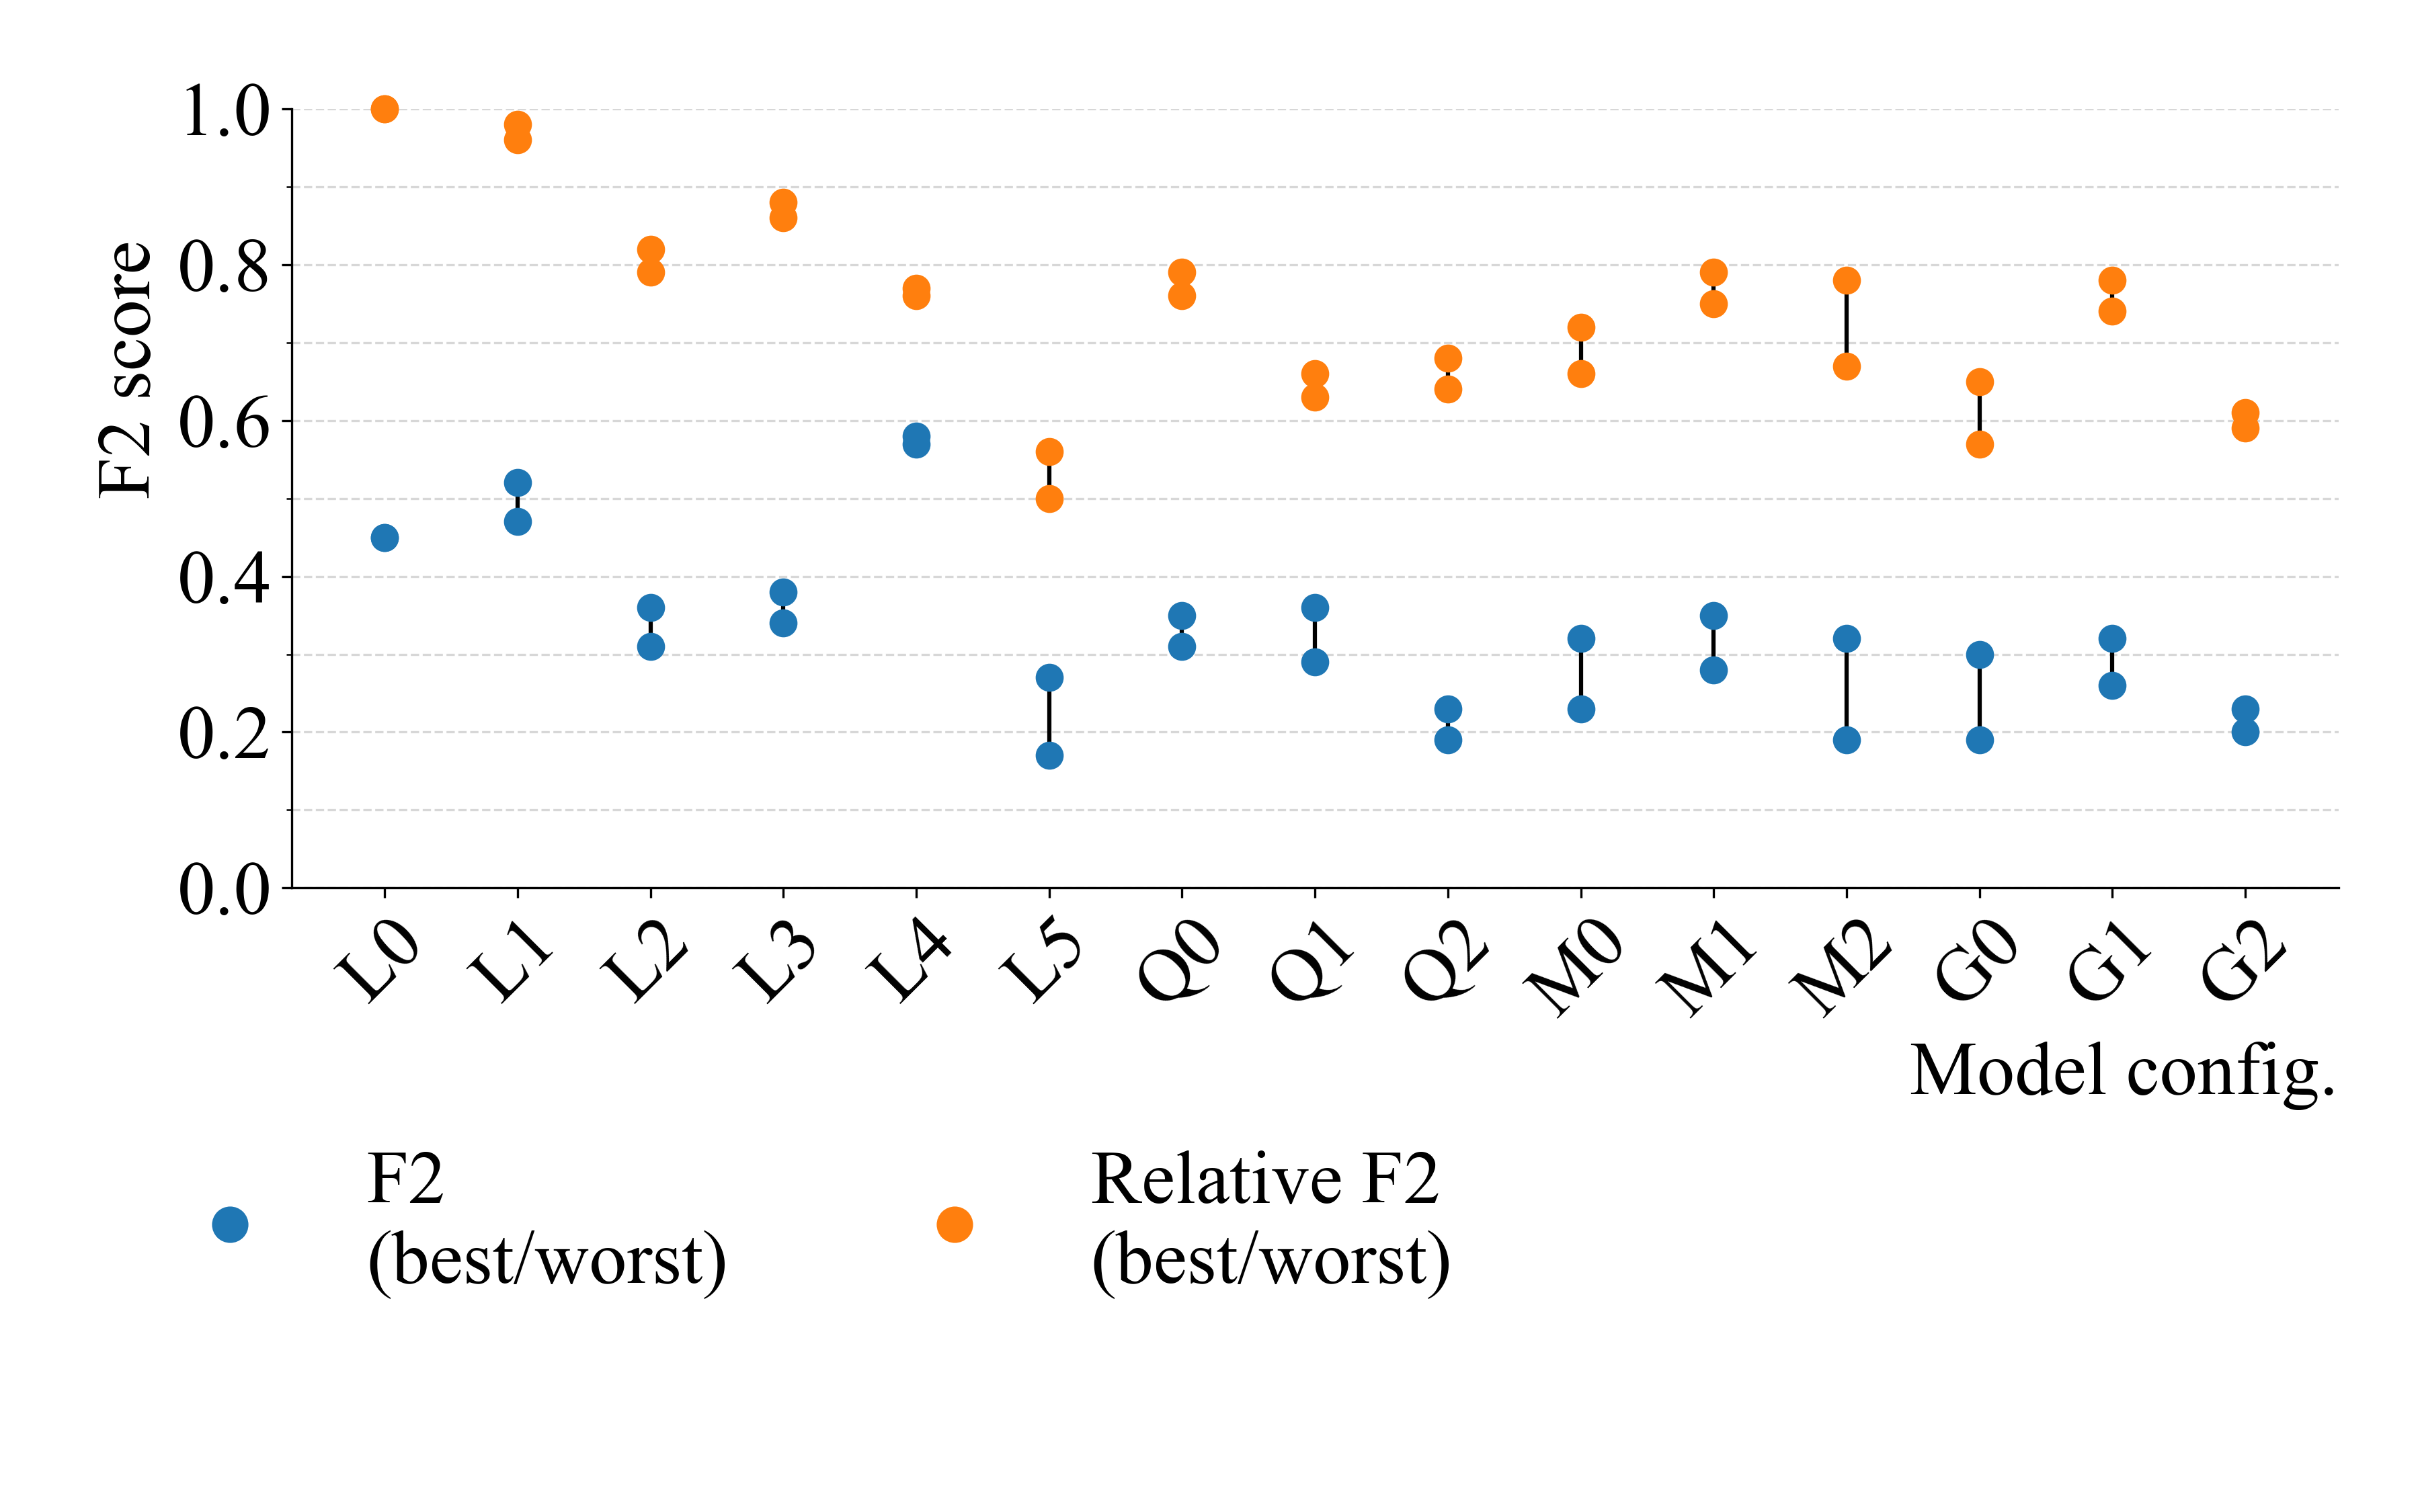 1.0
0.8
0.6
0.4
0.2
0.0
F2 score
L0
L1
L2
L3
L4
L5
Q0
Q1
Q2
M0
M1
M2
G0
G1
G2
Model config.
F2
(best/worst)
Relative F2
(best/worst)